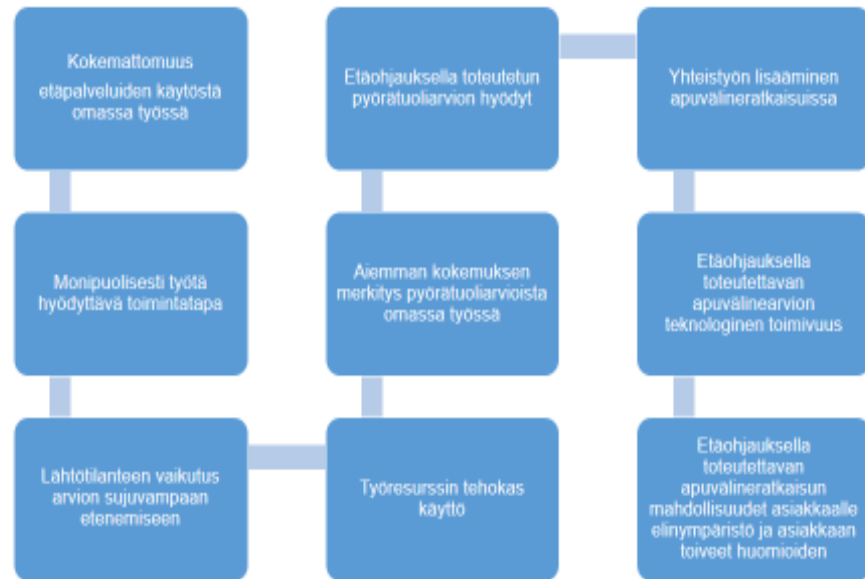 Kokemattomuus
etäpalveluiden käytöstä
omassa työssä
Monipuolisesti työtä
hyödyttävä toimintatapa
Lähtötilanteen vaikutus
arvion sujuvampaan
etenemiseen
Työresurssin tehokas
käyttö
Aiemman kokemuksen
merkitys pyörätuoliarvioista
omassa työssä
Etäohjauksella toteutetun
pyörätuoliarvion hyödyt
Yhteistyön lisääminen
apuvälineratkaisuissa
Etäohjauksella
toteutettavan
apuvälinearvion
teknologinen toimivuus
Etäohjauksella
toteutettavan
apuvälineratkaisun
mahdollisuudet asiakkaalle
elinympäristö ja asiakkaan
toiveet huomioiden